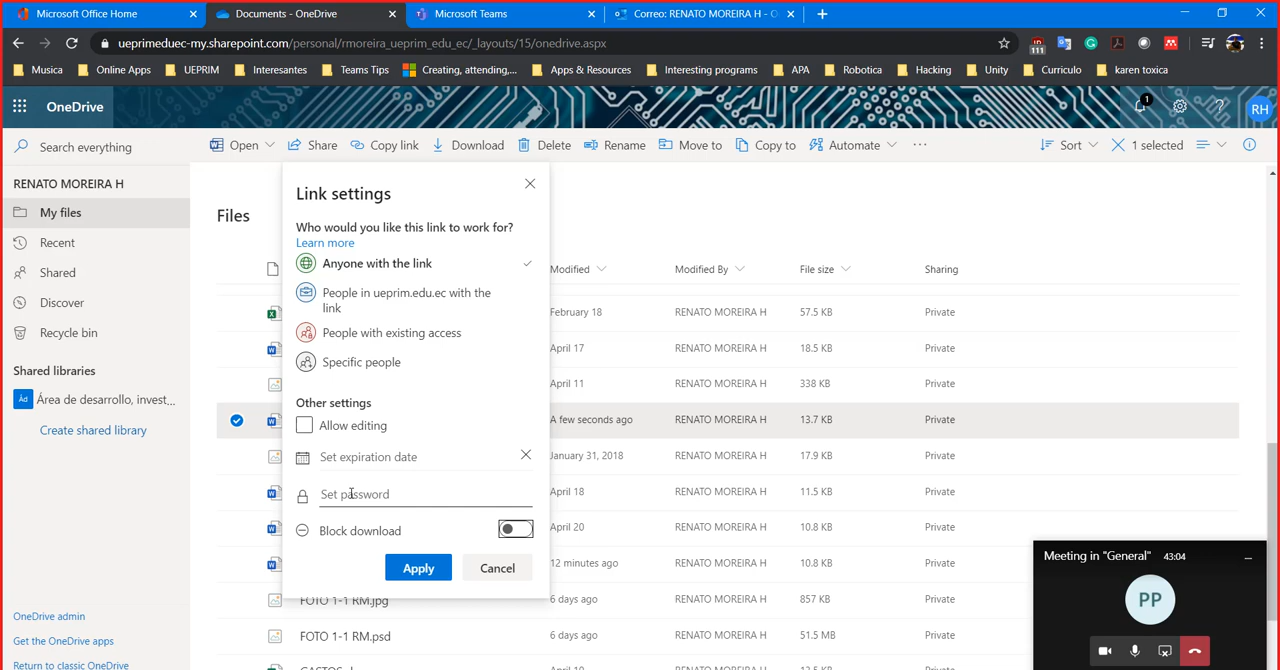 Microsoft Office Home
Documents - OneDrive
Microsoft Teams
Correo: RENATO MOREIRA H - O
ueprimeduec-my.sharepoint.com/personal/rmoreira_ueprim_edu_ec/_layouts/15/onedrive.aspx
111
Musica
Online Apps
UEPRIM
Interesantes
Teams Tips
Creating, attending,...
Apps & Resources
Interesting programs
APA
Robotica
Hacking
Unity
Curriculo
karen toxica
OneDrive
1
?
RH
Search everything
Open
Share
Copy link
Download
Delete
Rename
Move to
Copy to
Automate
...
Sort
1 selected
RENATO MOREIRA H
My files
Recent
Shared
Discover
Recycle bin
Shared libraries
Ád
Área de desarrollo, invest...
Create shared library
OneDrive admin
Get the OneDrive apps
Return to classic OneDrive
Files
Modified
Modified By
File size
Sharing
February 18 RENATO MOREIRA H 57.5 KB Private
April 17 RENATO MOREIRA H 18.5 KB Private
April 11 RENATO MOREIRA H 338 KB Private
A few seconds ago RENATO MOREIRA H 13.7 KB Private
January 31, 2018 RENATO MOREIRA H 17.9 KB Private
April 18 RENATO MOREIRA H 11.5 KB Private
April 20 RENATO MOREIRA H 10.8 KB Private
12 minutes ago RENATO MOREIRA H 10.8 KB
FOTO 1-1 RM.jpg 6 days ago RENATO MOREIRA H 857 KB
FOTO 1-1 RM.psd 6 days ago RENATO MOREIRA H 51.5 MB
April 10 RENATO MOREIRA H
Link settings
Who would you like this link to work for?
Learn more
Anyone with the link
People in ueprim.edu.ec with the
link
People with existing access
Specific people
Other settings
Allow editing
Set expiration date
Set password
Block download
Apply
Cancel
Meeting in "General" 43:04
PP